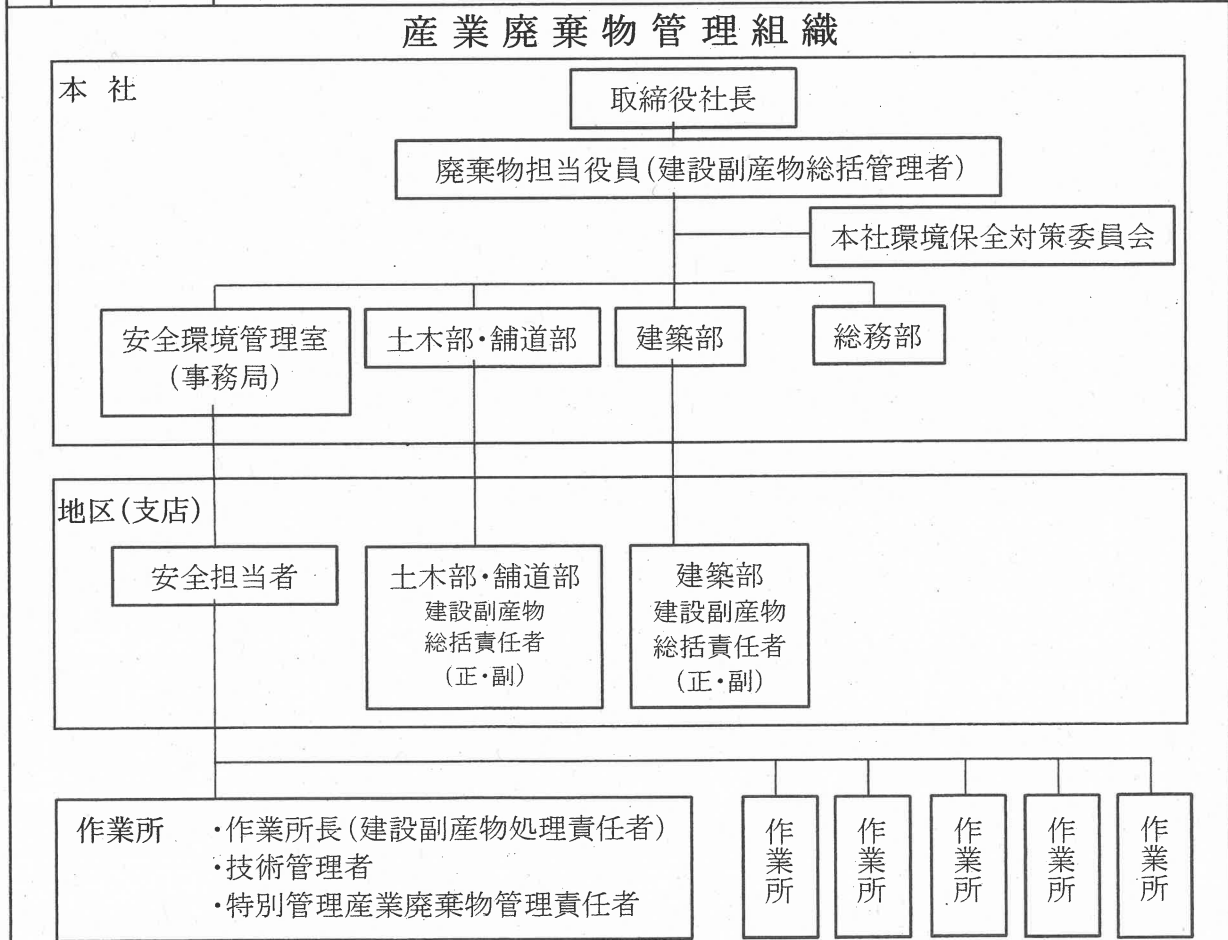 産業廃棄物管理組織
本社
取締役社長
廃棄物担当役員(建設副産物総括管理者)
本社環境保全対策委員会
安全環境管理室
(事務局)
土木部・舗道部
建築部
総務部
地区(支店)
安全担当者
土木部・舗道部
建設副産物
総括責任者
(正・副)
建築部
建設副産物
総括責任者
(正・副)
作業所
・作業所長(建設副産物処理責任者)
・技術管理者
・特別管理産業廃棄物管理責任者
作業所
作業所
作業所
作業所
作業所